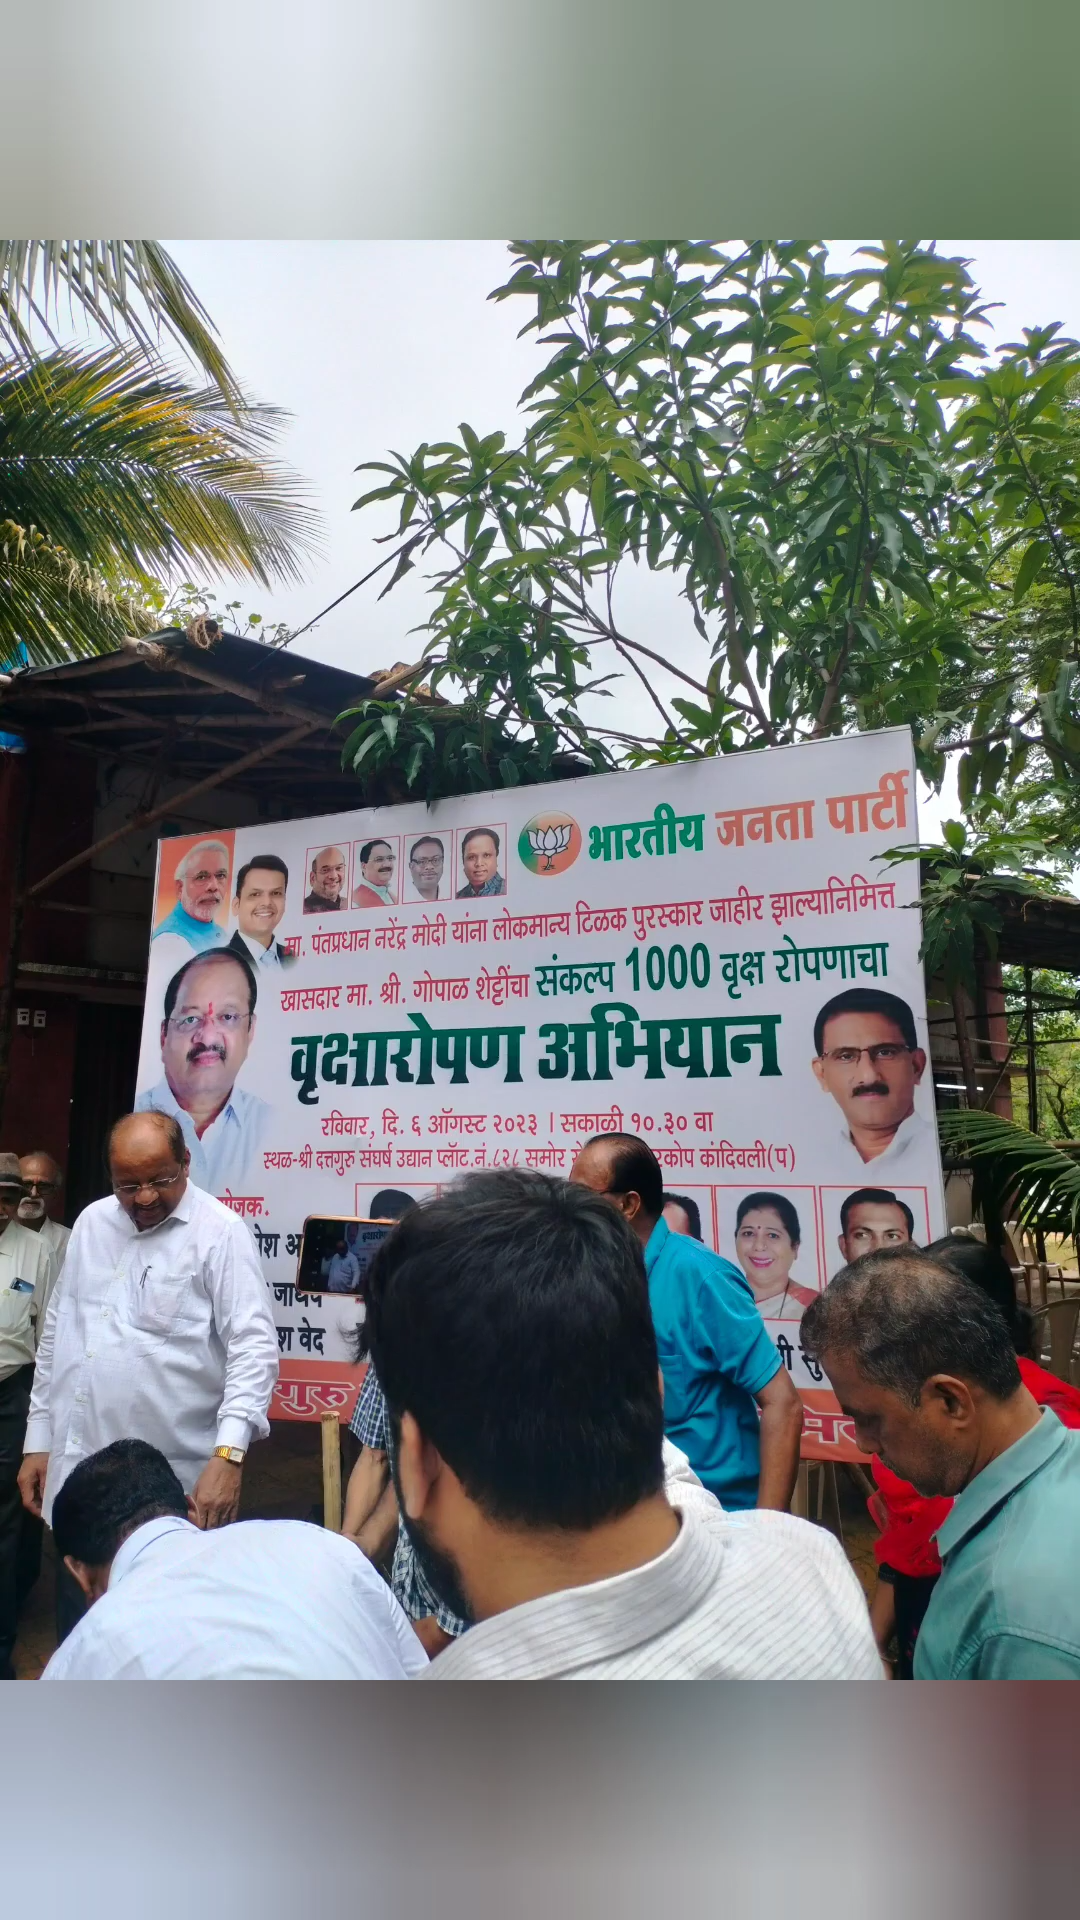 भारतीय जनता पार्टी
मा. पंतप्रधान नरेंद्र मोदी यांना लोकमान्य टिळक पुरस्कार जाहीर झाल्यानिमित्त
खासदार मा. श्री. गोपाळ शेट्टींचा संकल्प 1000 वृक्ष रोपणाचा
वृक्षारोपण अभियान
रविवार, दि. ६ ऑगस्ट २०२३ । सकाळी १०.३० वा
स्थळ-श्री दत्तगुरु संघर्ष उद्यान प्लॉट.नं.८२८ समोर कांदिवली(प)
वेद
गुरु